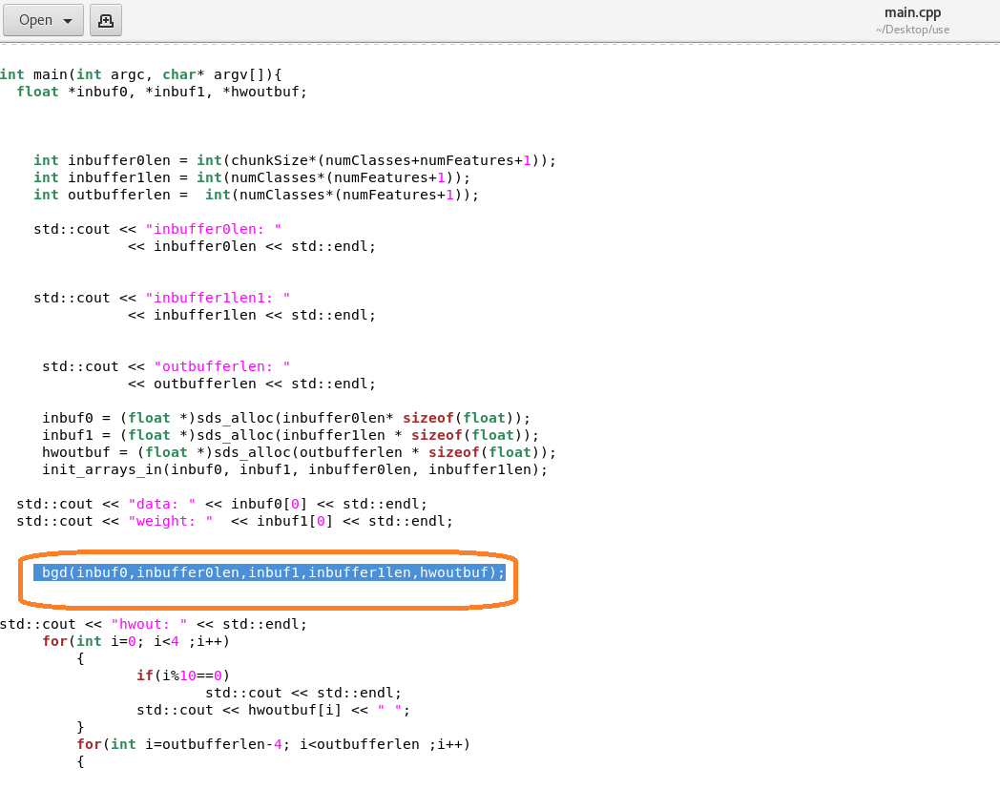 Open
main.cpp
~/Desktop/use
int main(int argc, char* argv[]){
float *inbuf0, *inbuf1, *hwoutbuf;
int inbuffer0len = int(chunkSize*(numClasses+numFeatures+1));
int inbuffer1len = int(numClasses*(numFeatures+1));
int outbufferlen =  int(numClasses*(numFeatures+1));
std::cout << "inbuffer0len: "
<< inbuffer0len << std::endl;
std::cout << "inbuffer1len1: "
<< inbuffer1len << std::endl;
std::cout << "outbufferlen: "
<< outbufferlen << std::endl;
inbuf0 = (float *)sds_alloc(inbuffer0len* sizeof(float));
inbuf1 = (float *)sds_alloc(inbuffer1len * sizeof(float));
hwoutbuf = (float *)sds_alloc(outbufferlen * sizeof(float));
init_arrays_in(inbuf0, inbuf1, inbuffer0len, inbuffer1len);
std::cout << "data: " << inbuf0[0] << std::endl;
std::cout << "weight: "  << inbuf1[0] << std::endl;
bgd(inbuf0,inbuffer0len,inbuf1,inbuffer1len,hwoutbuf);
std::cout << "hwout: " << std::endl;
for(int i=0; i<4 ;i++)
{
if(i%10==0)
std::cout << std::endl;
std::cout << hwoutbuf[i] << " ";
}
for(int i=outbufferlen-4; i<outbufferlen ;i++)
{